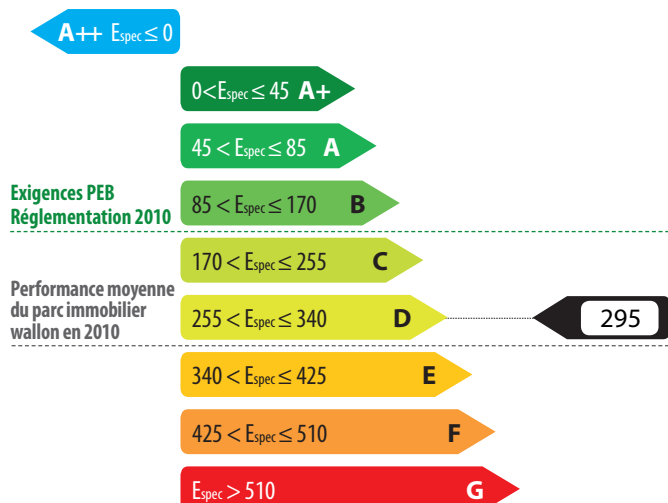 A++ Espec ≤ 0
0<Espec ≤ 45 A+
45 < Espec ≤ 85 A
Exigences PEB
Réglementation 2010
85 < Espec ≤ 170 B
170 < Espec ≤ 255 C
Performance moyenne
du parc immobilier
wallon en 2010
255 < Espec ≤ 340 D
295
340 < Espec ≤ 425 E
425 < Espec ≤ 510 F
Espec > 510 G